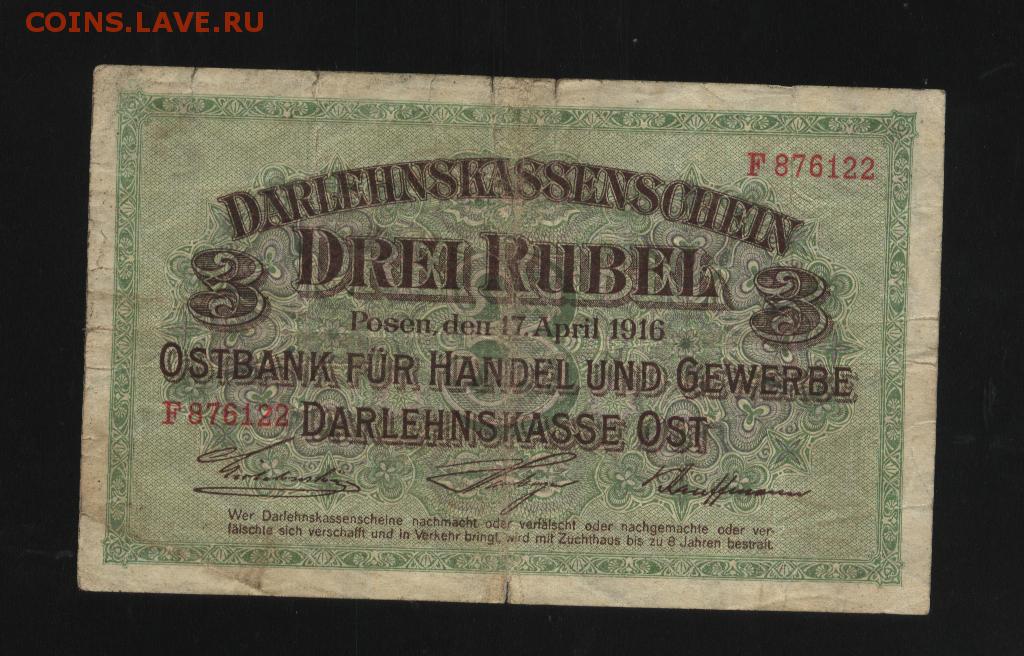 COINS.LAVE.RU
F 876122
DARLEHNSKASSENSCHEIN
3 DREI RUBEL 3
Posen, den 17. April 1916
OSTBANK FÜR HANDEL UND GEWERBE
F 876122 DARLEHNSKASSE OST
Kauffmann
Wer Darlehnskassenscheine nachmacht oder verfälscht oder nachgemachte oder ver-
fälschte sich verschafft und in Verkehr bringt, wird mit Zuchthaus bis zu 8 Jahren bestraft.